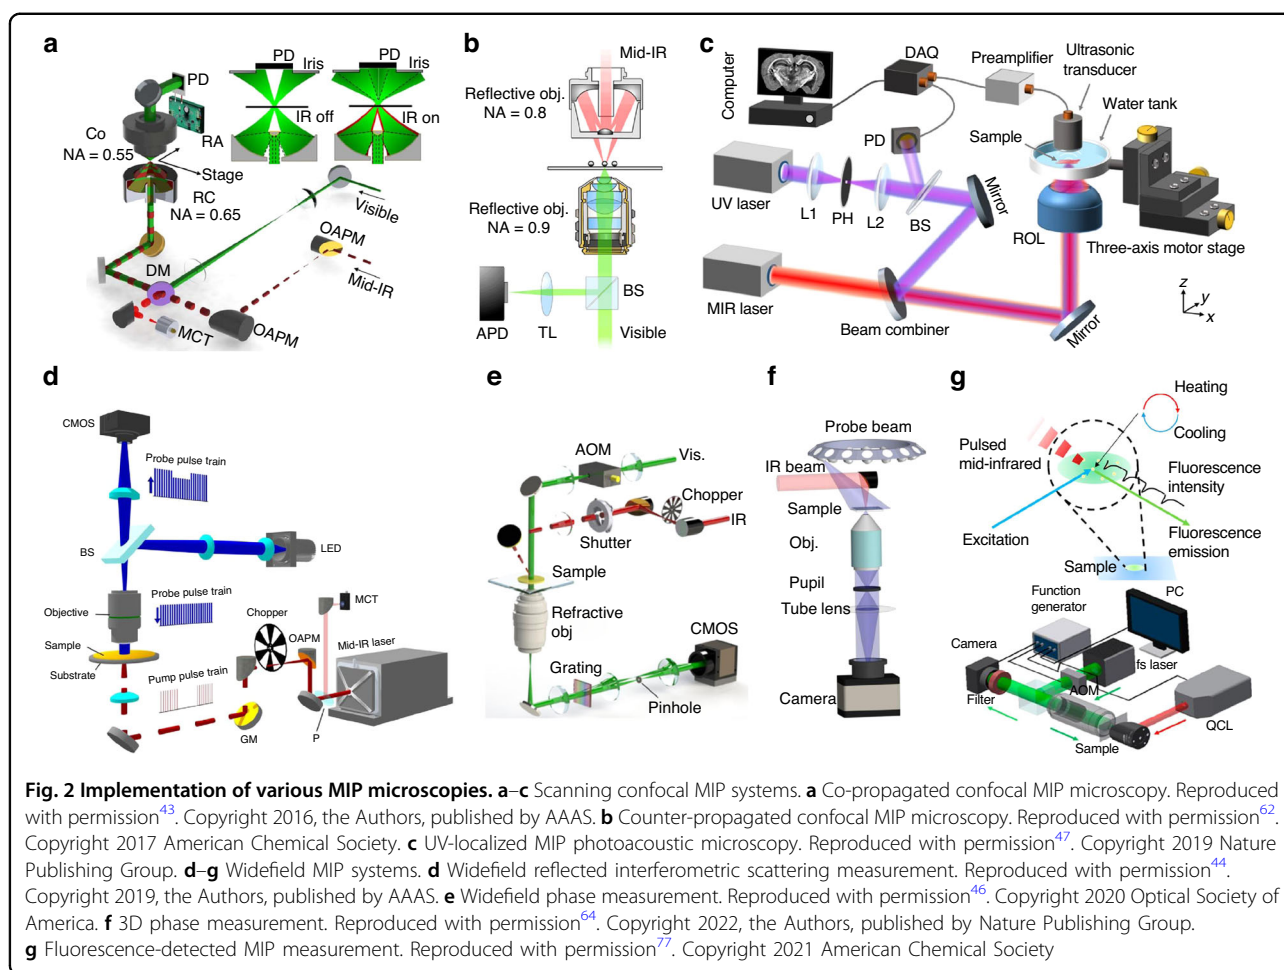 a
PD
Co
NA = 0.55
RA
Stage
RC
NA = 0.65
PD
Iris
IR off
PD
Iris
IR on
Visible
OAPM
DM
Mid-IR
MCT
OAPM
b
Mid-IR
Reflective obj.
NA = 0.8
Reflective obj.
NA = 0.9
BS
APD
TL
Visible
c
Computer
DAQ
Preamplifier
Ultrasonic
transducer
Water tank
Sample
PD
UV laser
L1
PH
L2
BS
Mirror
ROL
Three-axis motor stage
MIR laser
Beam combiner
Mirror
z
y
x
d
CMOS
Probe pulse train
BS
LED
Objective
Probe pulse train
Sample
Substrate
Pump pulse train
Chopper
OAPM
MCT
Mid-IR laser
GM
P
e
AOM
Vis.
Chopper
IR
Shutter
Sample
Refractive
obj
CMOS
Grating
Pinhole
f
Probe beam
IR beam
Sample
Obj.
Pupil
Tube lens
Camera
g
Heating
Cooling
Pulsed
mid-infrared
Fluorescence
intensity
Excitation
Fluorescence
emission
Sample
Function
generator
PC
Camera
fs laser
AOM
Filter
Sample
QCL
Fig. 2 Implementation of various MIP microscopies. a–c Scanning confocal MIP systems. a Co-propagated confocal MIP microscopy. Reproduced
with permission43. Copyright 2016, the Authors, published by AAAS. b Counter-propagated confocal MIP microscopy. Reproduced with permission62.
Copyright 2017 American Chemical Society. c UV-localized MIP photoacoustic microscopy. Reproduced with permission47. Copyright 2019 Nature
Publishing Group. d–g Widefield MIP systems. d Widefield reflected interferometric scattering measurement. Reproduced with permission44.
Copyright 2019, the Authors, published by AAAS. e Widefield phase measurement. Reproduced with permission46. Copyright 2020 Optical Society of
America. f 3D phase measurement. Reproduced with permission64. Copyright 2022, the Authors, published by Nature Publishing Group.
g Fluorescence-detected MIP measurement. Reproduced with permission77. Copyright 2021 American Chemical Society